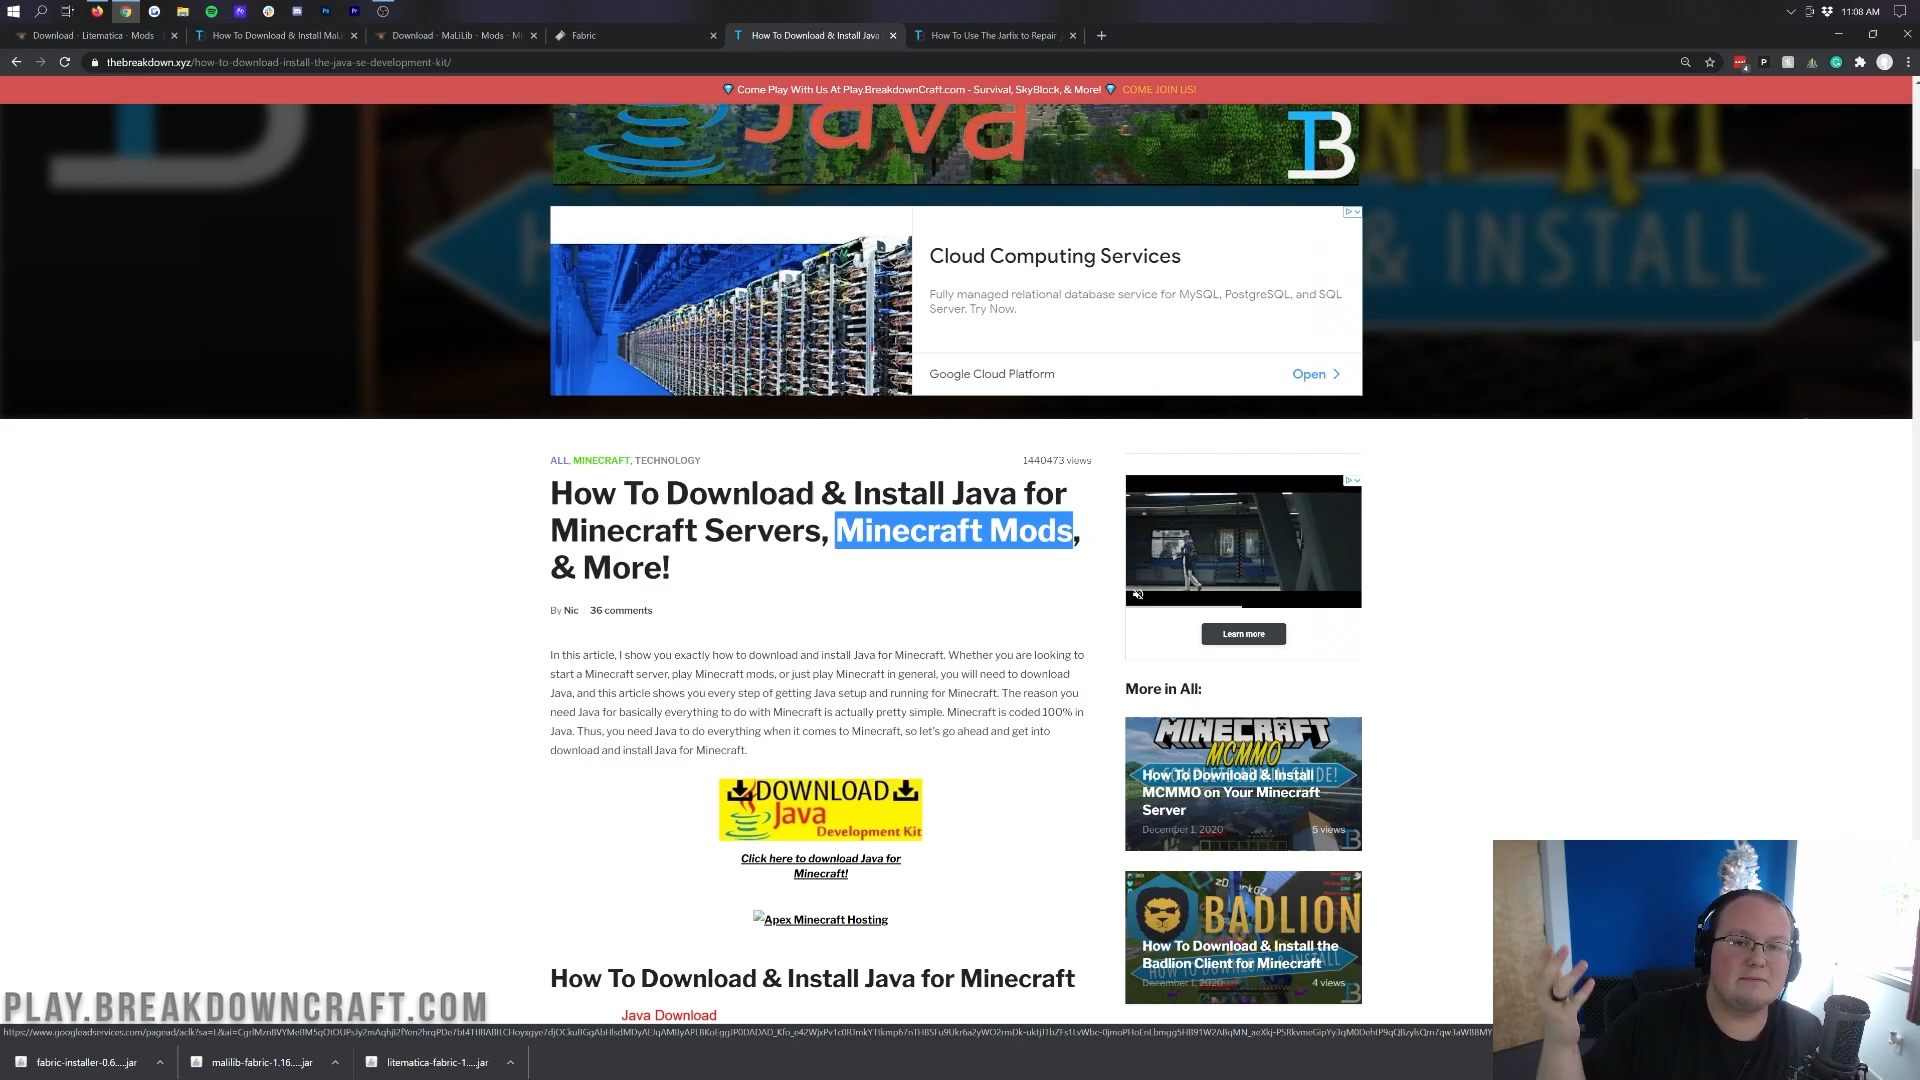 11:08 AM
Download - Litematica - Mods -
How To Download & Install MaLi
Download - MaLiLib - Mods - Mi
Fabric
How To Download & Install Java
How To Use The Jarfix to Repair
thebreakdown.xyz/how-to-download-install-the-java-se-development-kit/
Come Play With Us At Play.BreakdownCraft.com - Survival, SkyBlock, & More! COME JOIN US!
Java
TB
& INSTALL
Cloud Computing Services
Fully managed relational database service for MySQL, PostgreSQL, and SQL
Server. Try Now.
Google Cloud Platform
Open
ALL, MINECRAFT, TECHNOLOGY
1440473 views
How To Download & Install Java for
Minecraft Servers, Minecraft Mods,
& More!
By Nic / 36 comments
In this article, I show you exactly how to download and install Java for Minecraft. Whether you are looking to
start a Minecraft server, play Minecraft mods, or just play Minecraft in general, you will need to download
Java, and this article shows you every step of getting Java setup and running for Minecraft. The reason you
need Java for basically everything to do with Minecraft is actually pretty simple. Minecraft is coded 100% in
Java. Thus, you need Java to do everything when it comes to Minecraft, so let's go ahead and get into
download and install Java for Minecraft.
DOWNLOAD
Java
Development Kit
Click here to download Java for
Minecraft!
Apex Minecraft Hosting
How To Download & Install Java for Minecraft
Java Download
Learn more
More in All:
MINECRAFT
MCMMO
How To Download & Install
MCMMO on Your Minecraft
Server
December 1, 2020
5 views
BADLION
How To Download & Install the
Badlion Client for Minecraft
December 1, 2020
4 views
PLAY.BREAKDOWNCRAFT.COM
fabric-installer-0.6.....jar
malilib-fabric-1.16.....jar
litematica-fabric-1.....jar